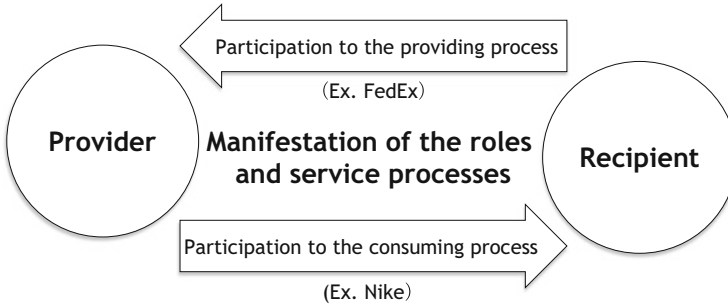 Participation to the providing process
（Ex. FedEx）
Provider
Manifestation of the roles
and service processes
Recipient
Participation to the consuming process
(Ex. Nike）